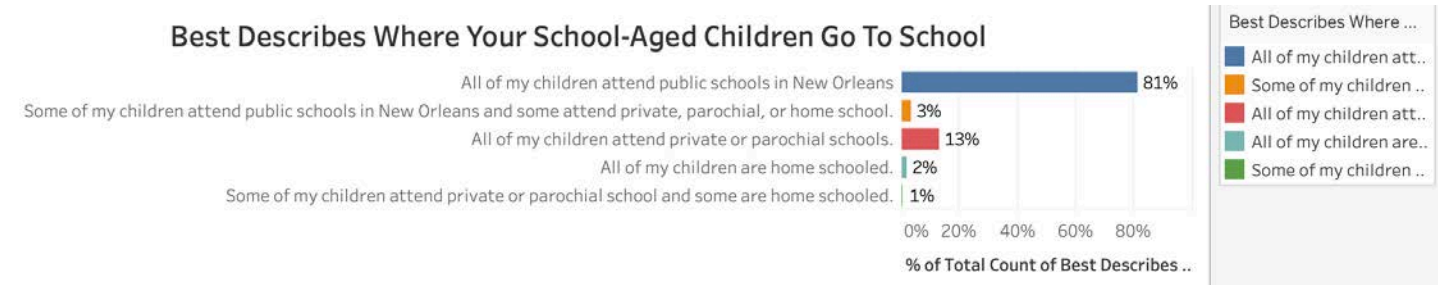 Best Describes Where Your School-Aged Children Go To School
All of my children attend public schools in New Orleans 81%
Some of my children attend public schools in New Orleans and some attend private, parochial, or home school. 3%
All of my children attend private or parochial schools. 13%
All of my children are home schooled. 2%
Some of my children attend private or parochial school and some are home schooled. 1%
0% 20% 40% 60% 80%
% of Total Count of Best Describes ..
Best Describes Where ...
All of my children att..
Some of my children ..
All of my children att..
All of my children are..
Some of my children ..